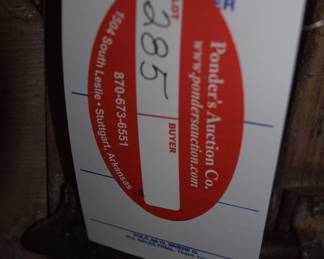 Ponder's Auction Co.
www.pondersauction.com
LOT
285
BUYER
870-673-6551
1504 South Leslie • Stuttgart, Arkansas